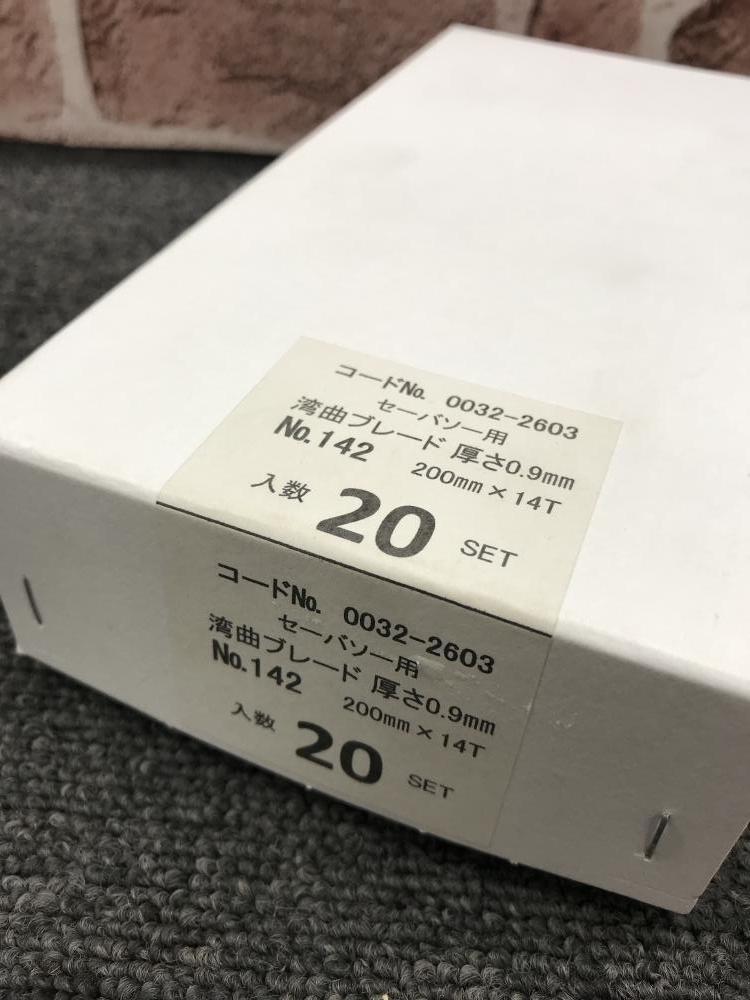 コードNo. 0032-2603
セーバソー用
湾曲ブレード 厚さ0.9mm
No.142 200mm×14T
入数 20 SET
コードNo. 0032-2603
セーバソー用
湾曲ブレード 厚さ0.9mm
No.142 200mm×14T
入数 20 SET